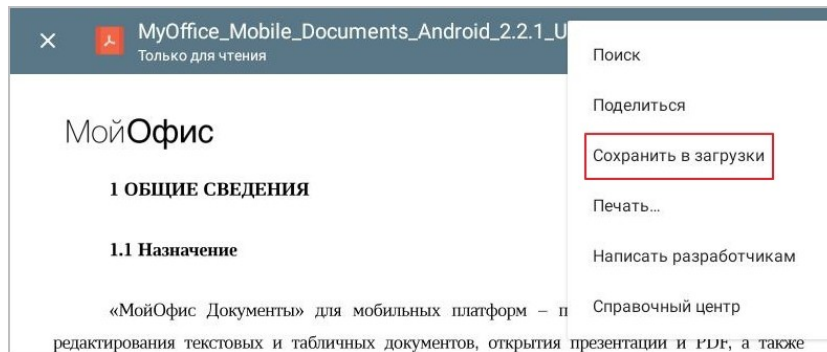 MyOffice_Mobile_Documents_Android_2.2.1_U
Только для чтения
Поиск
Поделиться
Сохранить в загрузки
Печать...
Написать разработчикам
Справочный центр
МойОфис
1 ОБЩИЕ СВЕДЕНИЯ
1.1 Назначение
«МойОфис Документы» для мобильных платформ – п
редактирования текстовых и табличных документов, открытия презентаций и PDF, а также